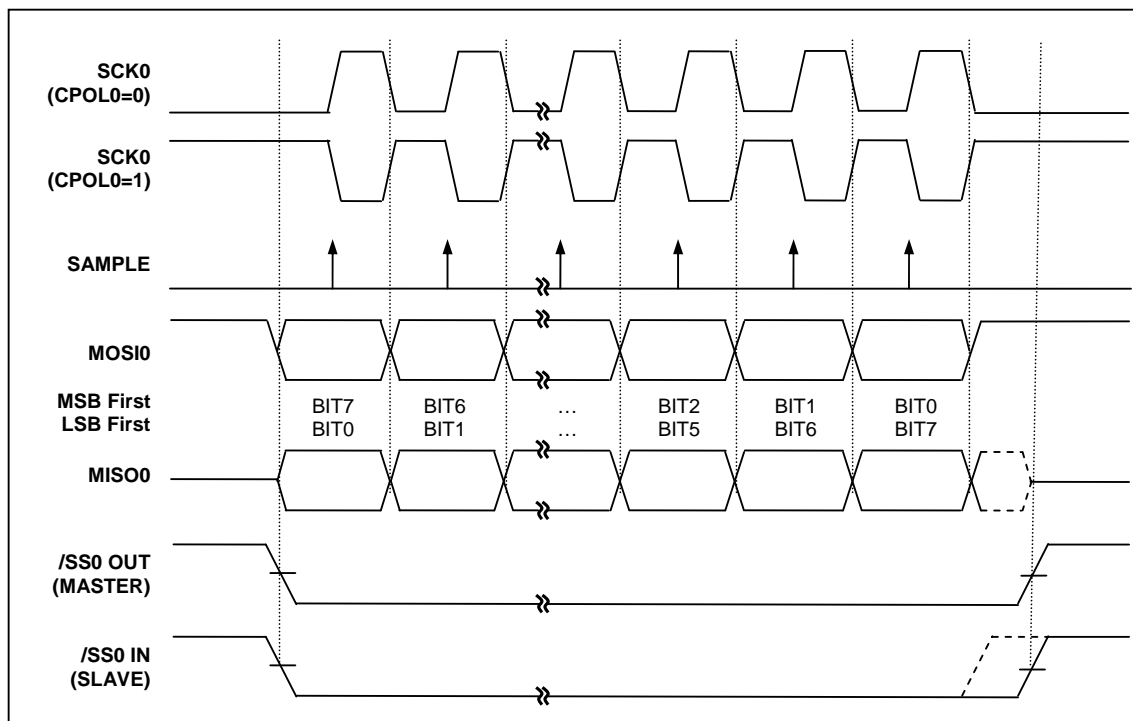 SCK0
(CPOL0=0)
SCK0
(CPOL0=1)
SAMPLE
MOSI0
MSB First BIT7 BIT6 … BIT2 BIT1 BIT0
LSB First BIT0 BIT1 … BIT5 BIT6 BIT7
MISO0
/SS0 OUT
(MASTER)
/SS0 IN
(SLAVE)